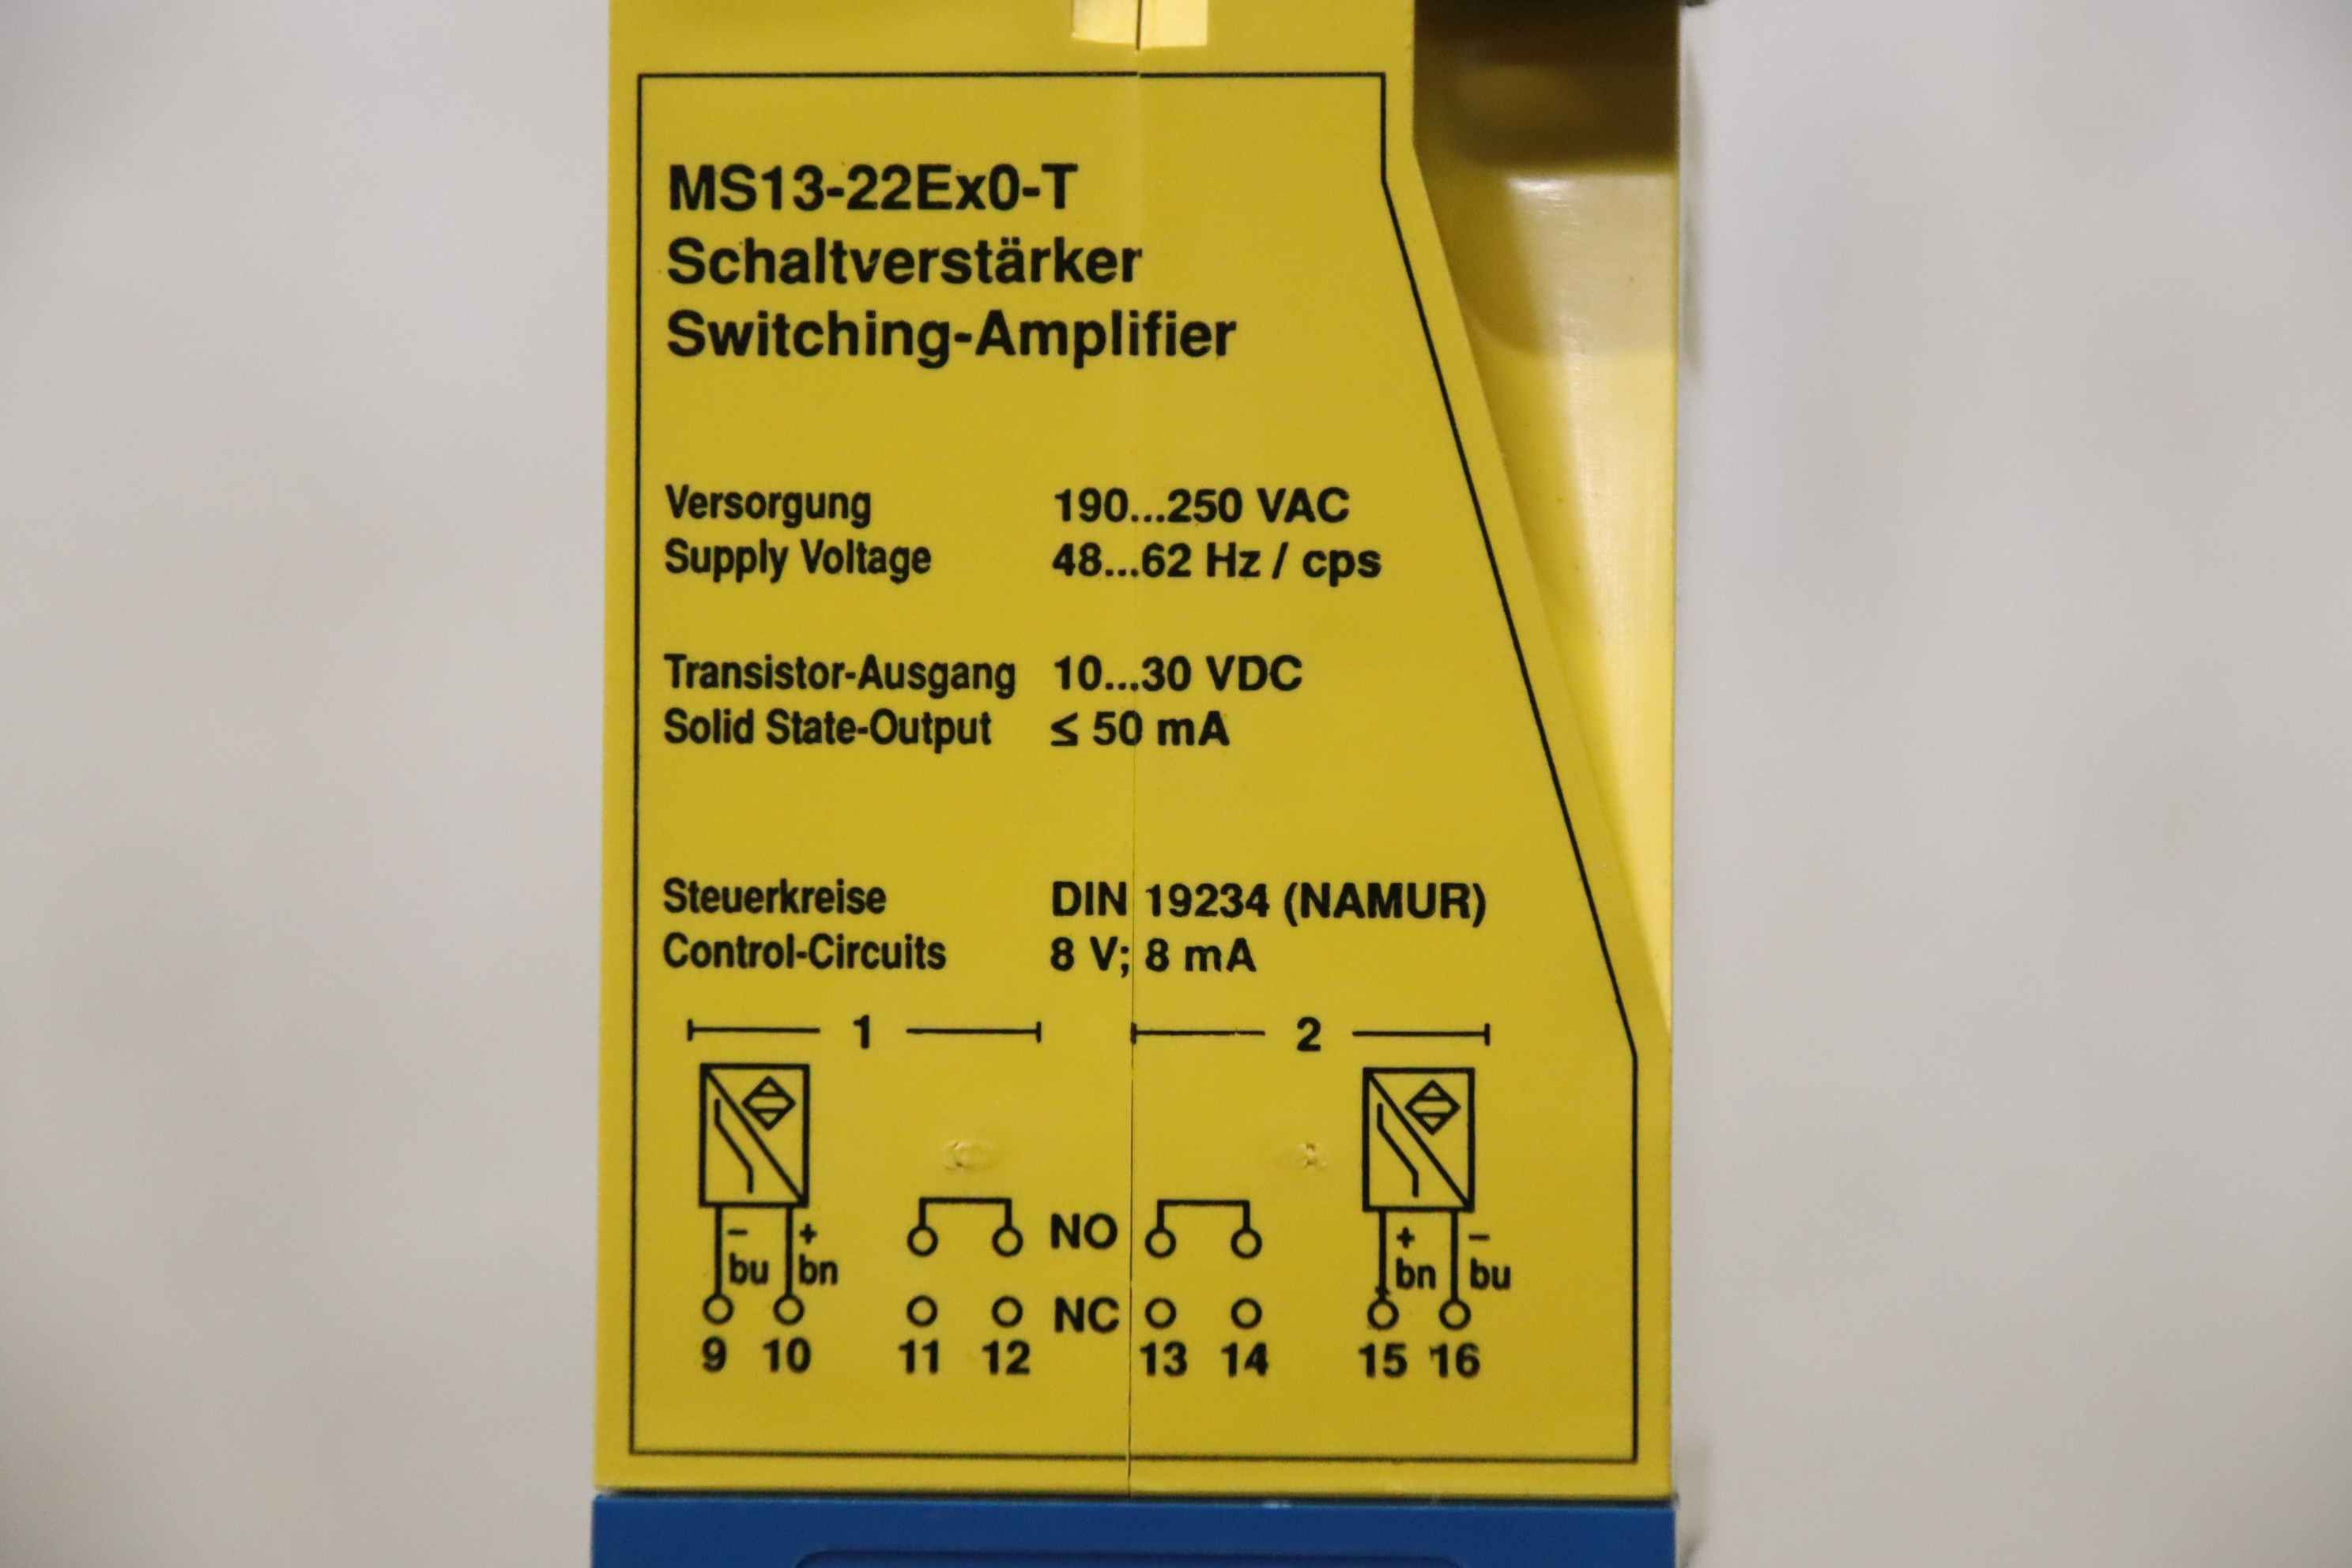 MS13-22Ex0-T
Schaltverstärker
Switching-Amplifier
Versorgung 190...250 VAC
Supply Voltage 48...62 Hz / cps
Transistor-Ausgang 10...30 VDC
Solid State-Output ≤ 50 mA
Steuerkreise DIN 19234 (NAMUR)
Control-Circuits 8 V; 8 mA
1 2
− + NO + −
bu bn bn bu
NC
9 10 11 12 13 14 15 16